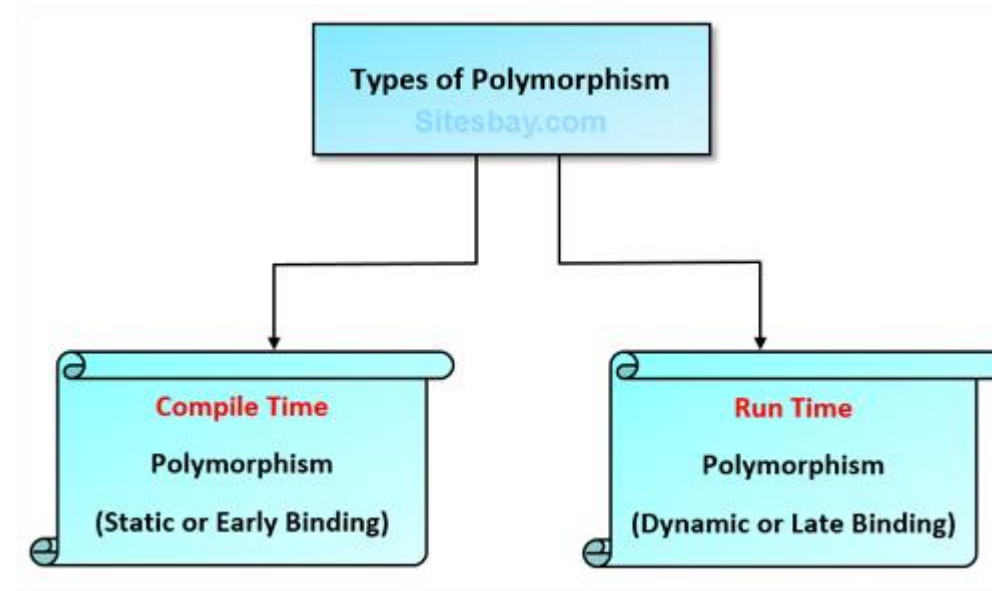 Types of Polymorphism
Sitesbay.com
Compile Time
Polymorphism
(Static or Early Binding)
Run Time
Polymorphism
(Dynamic or Late Binding)